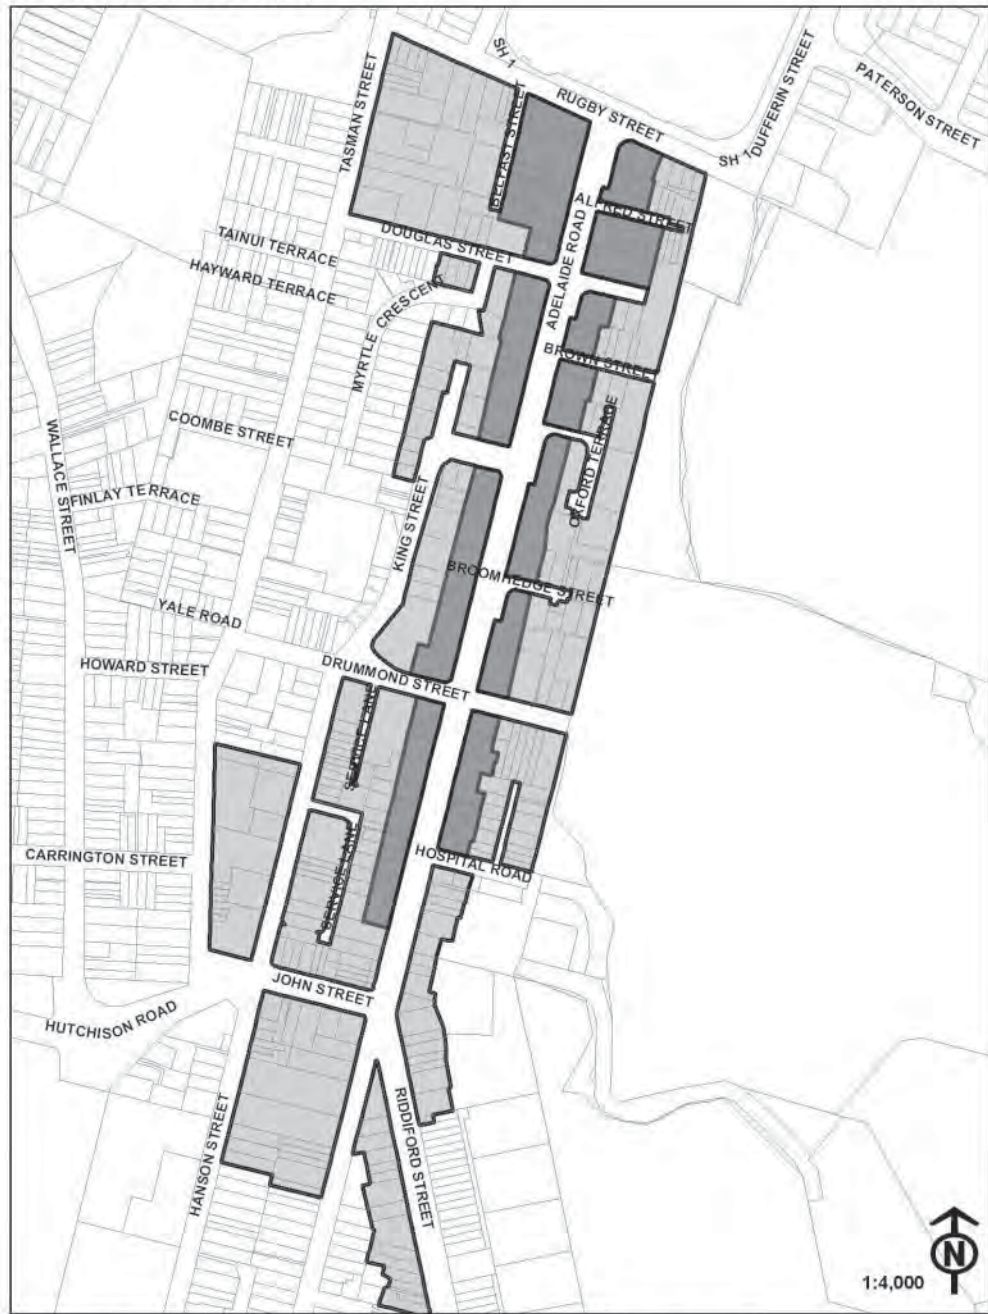 SH 1
RUGBY STREET
DUFFERIN STREET
PATERSON STREET
SH 1
TASMAN STREET
BELFAST STREET
ALFRED STREET
ADELAIDE ROAD
DOUGLAS STREET
TAINUI TERRACE
HAYWARD TERRACE
MYRTLE CRESCENT
BROWN STREET
OXFORD TERRACE
COOMBE STREET
WALLACE STREET
FINLAY TERRACE
KING STREET
BROOMHEDGE STREET
YALE ROAD
HOWARD STREET
DRUMMOND STREET
SERVICE LANE
SERVICE LANE
CARRINGTON STREET
HOSPITAL ROAD
JOHN STREET
HUTCHISON ROAD
HANSON STREET
RIDDIFORD STREET
N
1:4,000